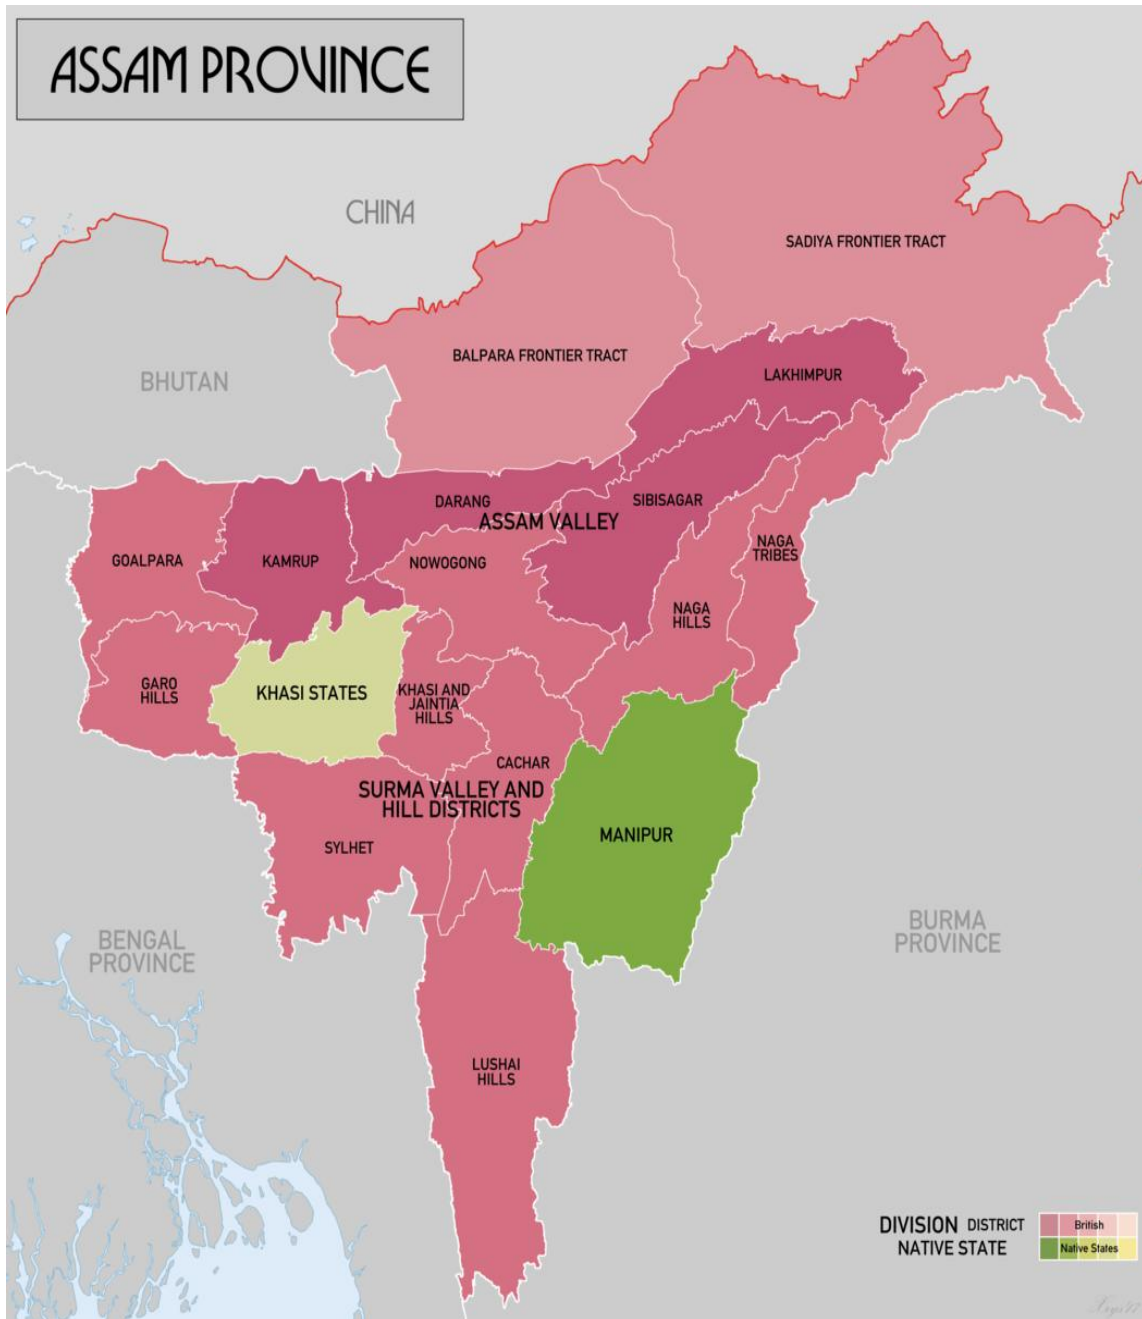 ASSAM PROVINCE
CHINA
SADIYA FRONTIER TRACT
BALPARA FRONTIER TRACT
LAKHIMPUR
BHUTAN
DARANG
SIBISAGAR
ASSAM VALLEY
GOALPARA
KAMRUP
NOWOGONG
NAGA
TRIBES
NAGA
HILLS
GARO
HILLS
KHASI STATES
KHASI AND
JAINTIA
HILLS
CACHAR
SURMA VALLEY AND
HILL DISTRICTS
SYLHET
MANIPUR
BENGAL
PROVINCE
BURMA
PROVINCE
LUSHAI
HILLS
DIVISION DISTRICT
NATIVE STATE
British
Native States